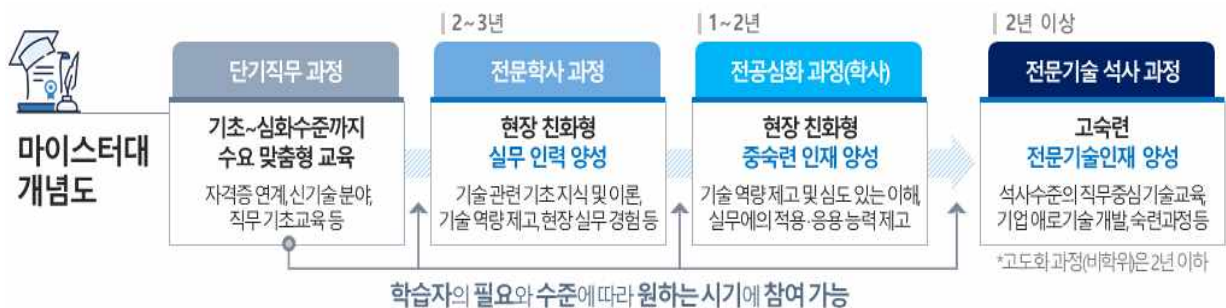 마이스터대
개념도
단기직무 과정
기초~심화수준까지
수요 맞춤형 교육
자격증 연계, 신기술 분야,
직무 기초교육 등
2~3년
전문학사 과정
현장 친화형
실무 인력 양성
기술 관련 기초 지식 및 이론,
기술 역량 제고, 현장 실무 경험 등
1~2년
전공심화 과정(학사)
현장 친화형
중숙련 인재 양성
기술 역량 제고 및 심도 있는 이해,
실무에의 적용·응용 능력 제고
2년 이상
전문기술 석사 과정
고숙련
전문기술인재 양성
석사수준의 직무중심 기술교육,
기업 애로기술 개발, 숙련과정 등
*고도화 과정(비학위)은 2년 이하
학습자의 필요와 수준에 따라 원하는 시기에 참여 가능